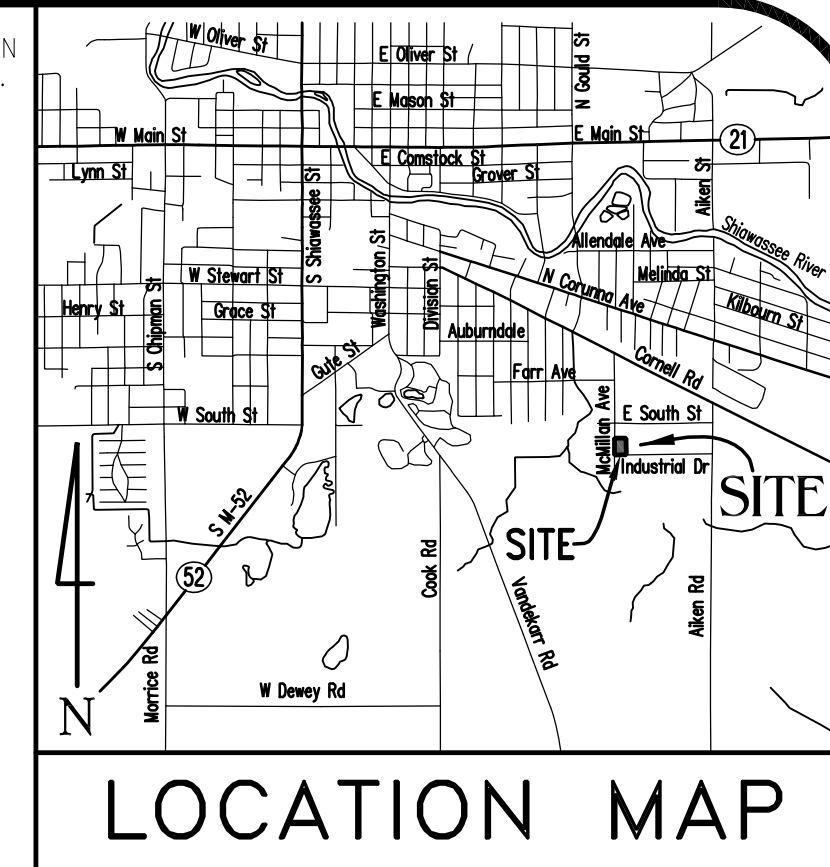 N
.
W Oliver St
E Oliver St
N Gould St
E Mason St
W Main St
E Main St
21
E Comstock St
Lynn St
Grover St
Aiken St
S Shiawassee St
Shiawassee River
Allendale Ave
Washington St
Division St
W Stewart St
Melinda St
N Corunna Ave
Henry St
Grace St
S Chipman St
Kilbourn St
Auburndale
Gute St
Cornell Rd
Farr Ave
W South St
McMillan Ave
E South St
Industrial Dr
SITE
S M-52
SITE
52
Cook Rd
Vandekarr Rd
Aiken Rd
Morrice Rd
W Dewey Rd
N
LOCATION MAP